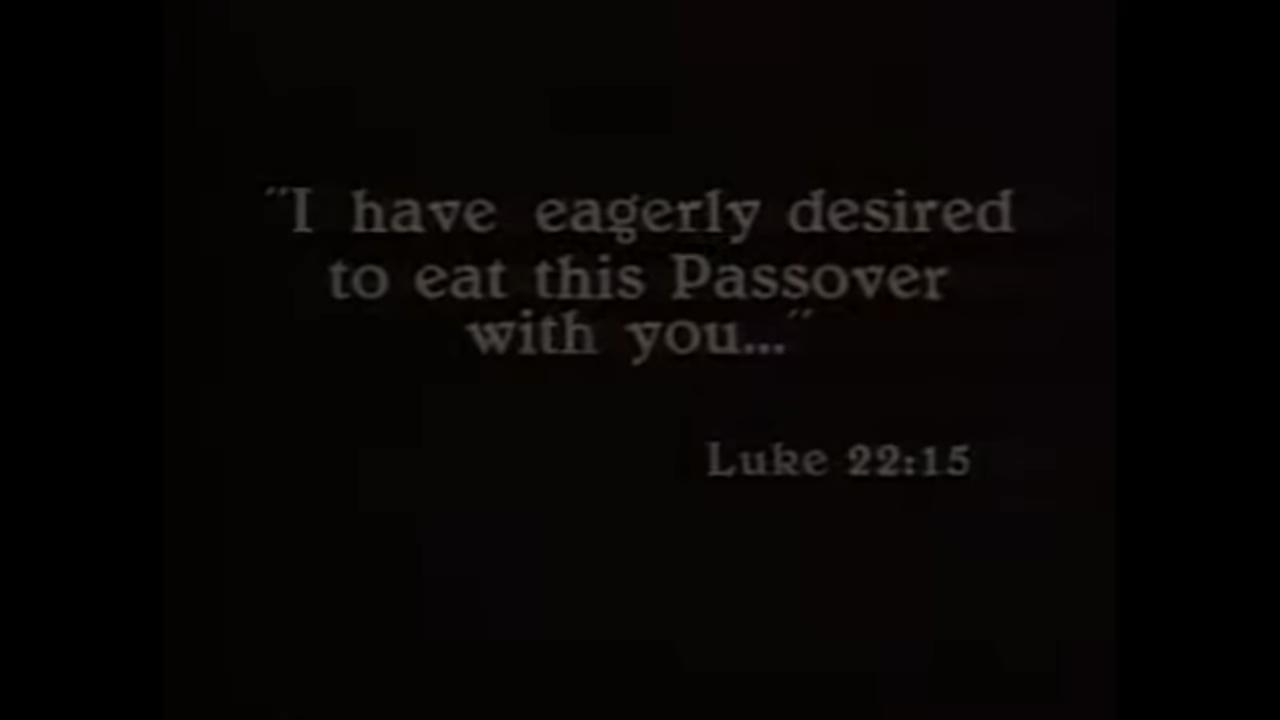 "I have eagerly desired
to eat this Passover
with you..."
Luke 22:15